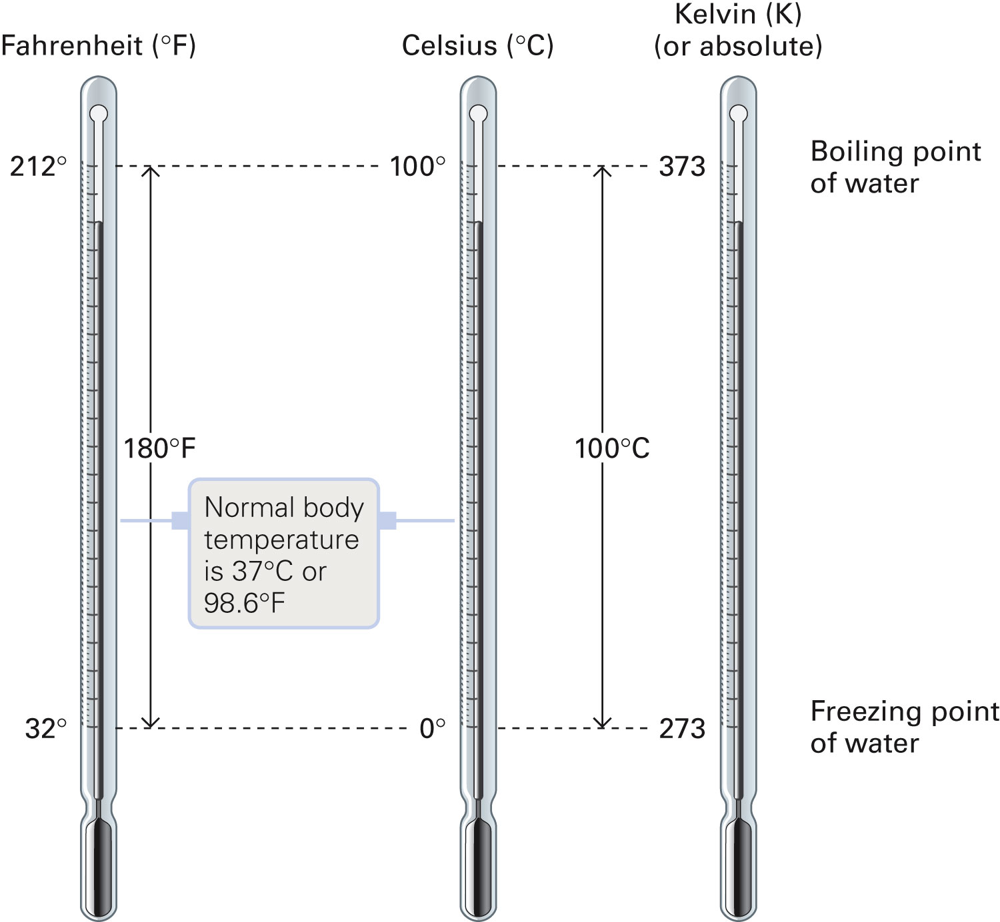 Fahrenheit (°F)
Celsius (°C)
Kelvin (K)
(or absolute)
212°
100°
373
Boiling point
of water
180°F
100°C
Normal body
temperature
is 37°C or
98.6°F
32°
0°
273
Freezing point
of water